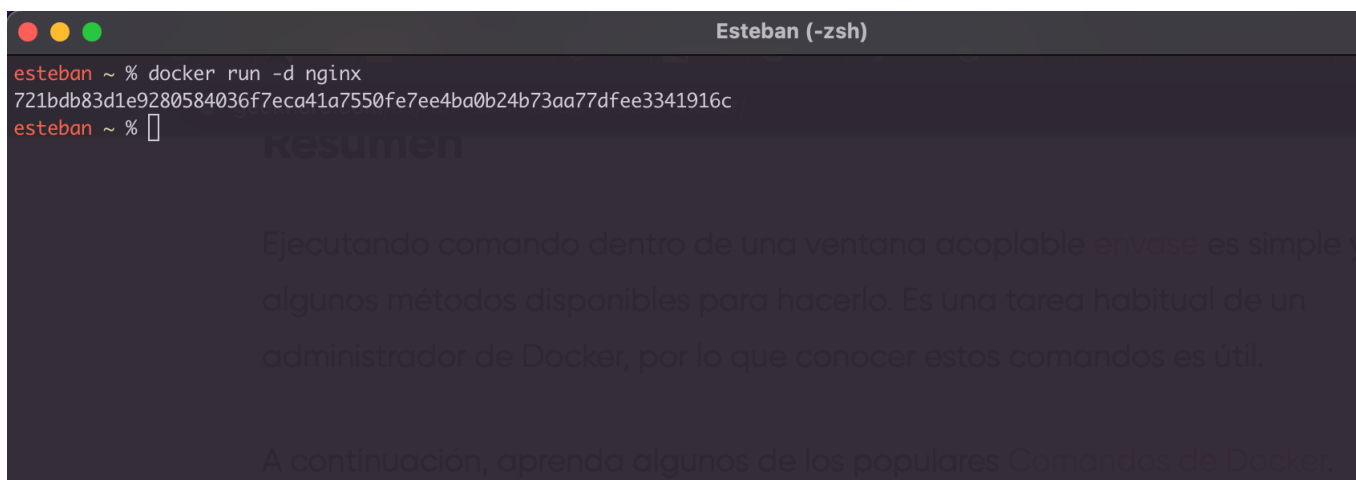 Esteban (-zsh)
esteban ~ % docker run -d nginx
721bdb83d1e9280584036f7eca41a7550fe7ee4ba0b24b73aa77dfee3341916c
esteban ~ %
Resumen
Ejecutando comando dentro de una ventana acoplable envase es simple y
algunos métodos disponibles para hacerlo. Es una tarea habitual de un
administrador de Docker, por lo que conocer estos comandos es útil.
A continuación, aprenda algunos de los populares Comandos de Docker.